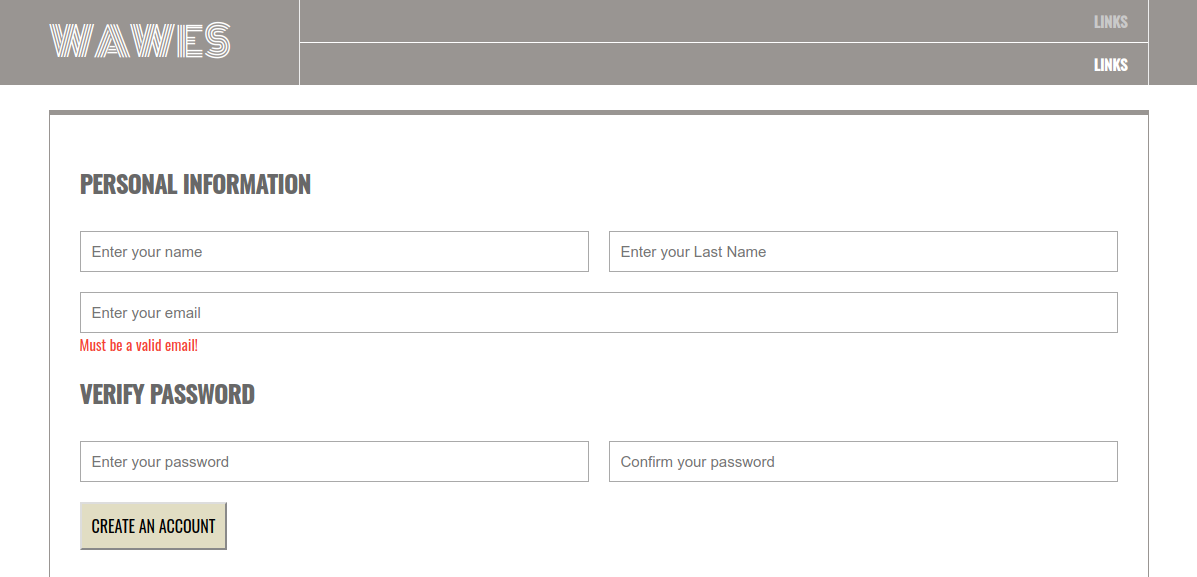 WAWES
LINKS
LINKS
PERSONAL INFORMATION
Enter your name
Enter your Last Name
Enter your email
Must be a valid email!
VERIFY PASSWORD
Enter your password
Confirm your password
CREATE AN ACCOUNT